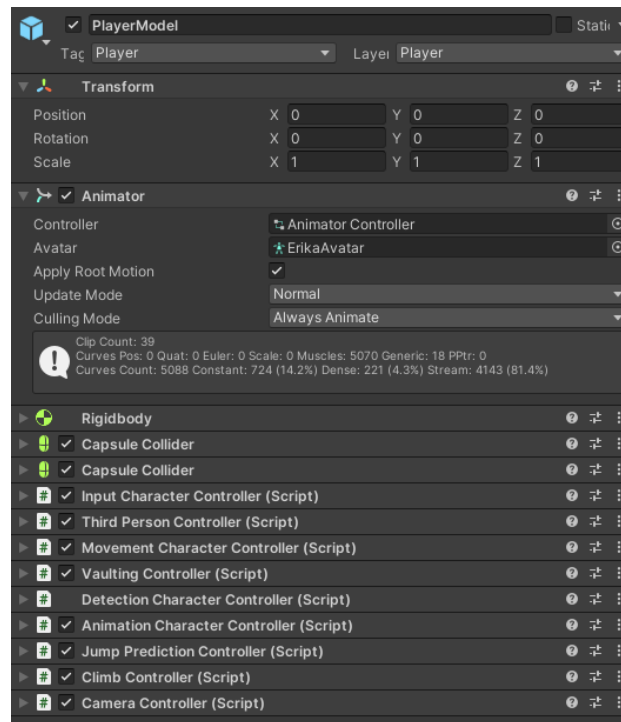 PlayerModel Stati
Tag Player Layer Player
Transform
Position X 0 Y 0 Z 0
Rotation X 0 Y 0 Z 0
Scale X 1 Y 1 Z 1
Animator
Controller Animator Controller
Avatar ErikaAvatar
Apply Root Motion
Update Mode Normal
Culling Mode Always Animate
Clip Count: 39
Curves Pos: 0 Quat: 0 Euler: 0 Scale: 0 Muscles: 5070 Generic: 18 PPtr: 0
Curves Count: 5088 Constant: 724 (14.2%) Dense: 221 (4.3%) Stream: 4143 (81.4%)
Rigidbody
Capsule Collider
Capsule Collider
# Input Character Controller (Script)
# Third Person Controller (Script)
# Movement Character Controller (Script)
# Vaulting Controller (Script)
# Detection Character Controller (Script)
# Animation Character Controller (Script)
# Jump Prediction Controller (Script)
# Climb Controller (Script)
# Camera Controller (Script)